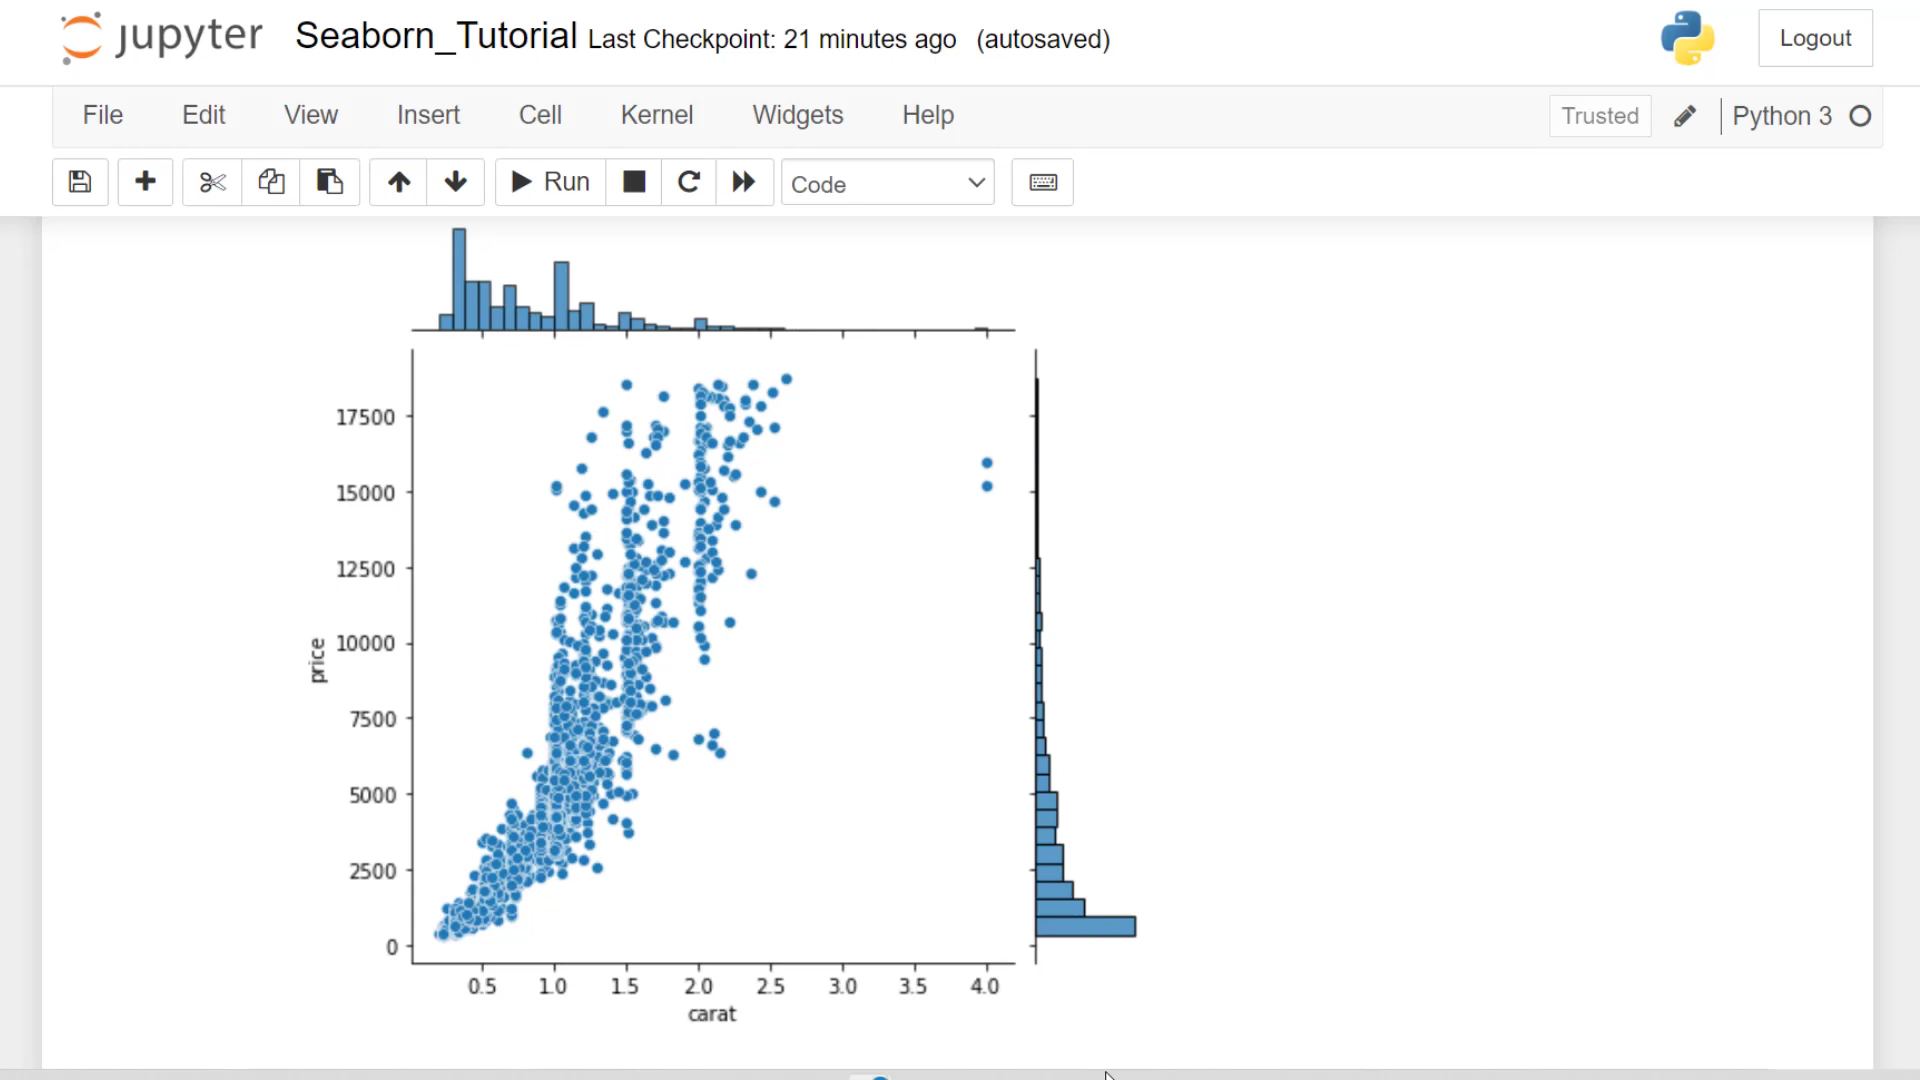 jupyter Seaborn_Tutorial Last Checkpoint: 21 minutes ago (autosaved) Logout
File Edit View Insert Cell Kernel Widgets Help Trusted Python 3
Run Code
17500
15000
12500
10000
7500
5000
2500
0
price
0.5 1.0 1.5 2.0 2.5 3.0 3.5 4.0
carat